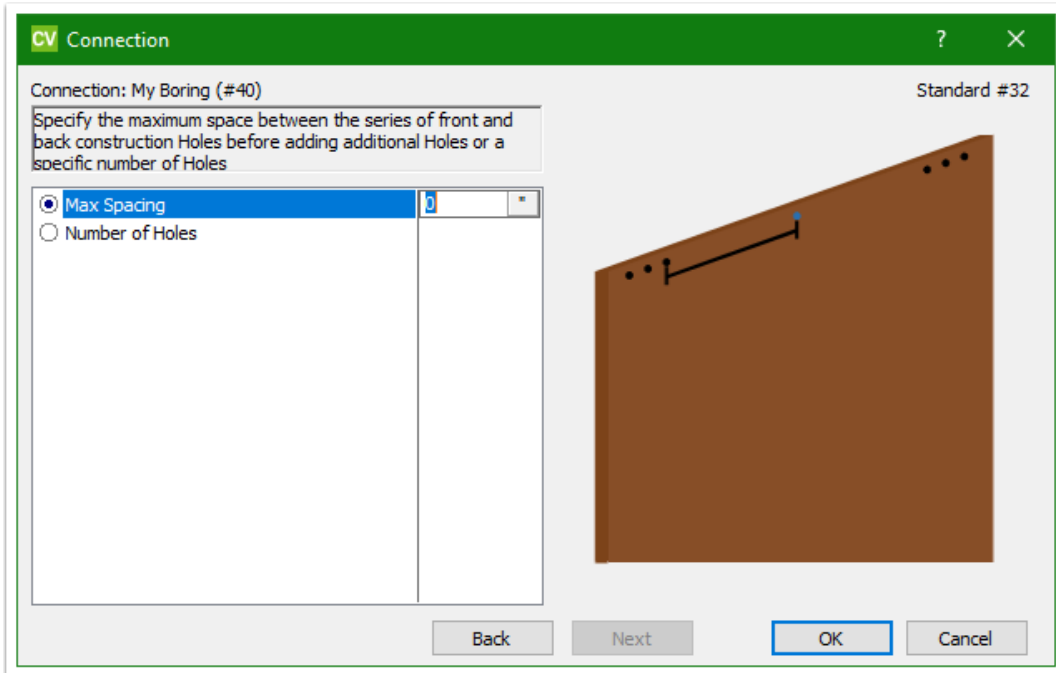 CV Connection ? ×
Connection: My Boring (#40)
Standard #32
Specify the maximum space between the series of front and
back construction Holes before adding additional Holes or a
specific number of Holes
Max Spacing 0 "
Number of Holes
Back Next OK Cancel